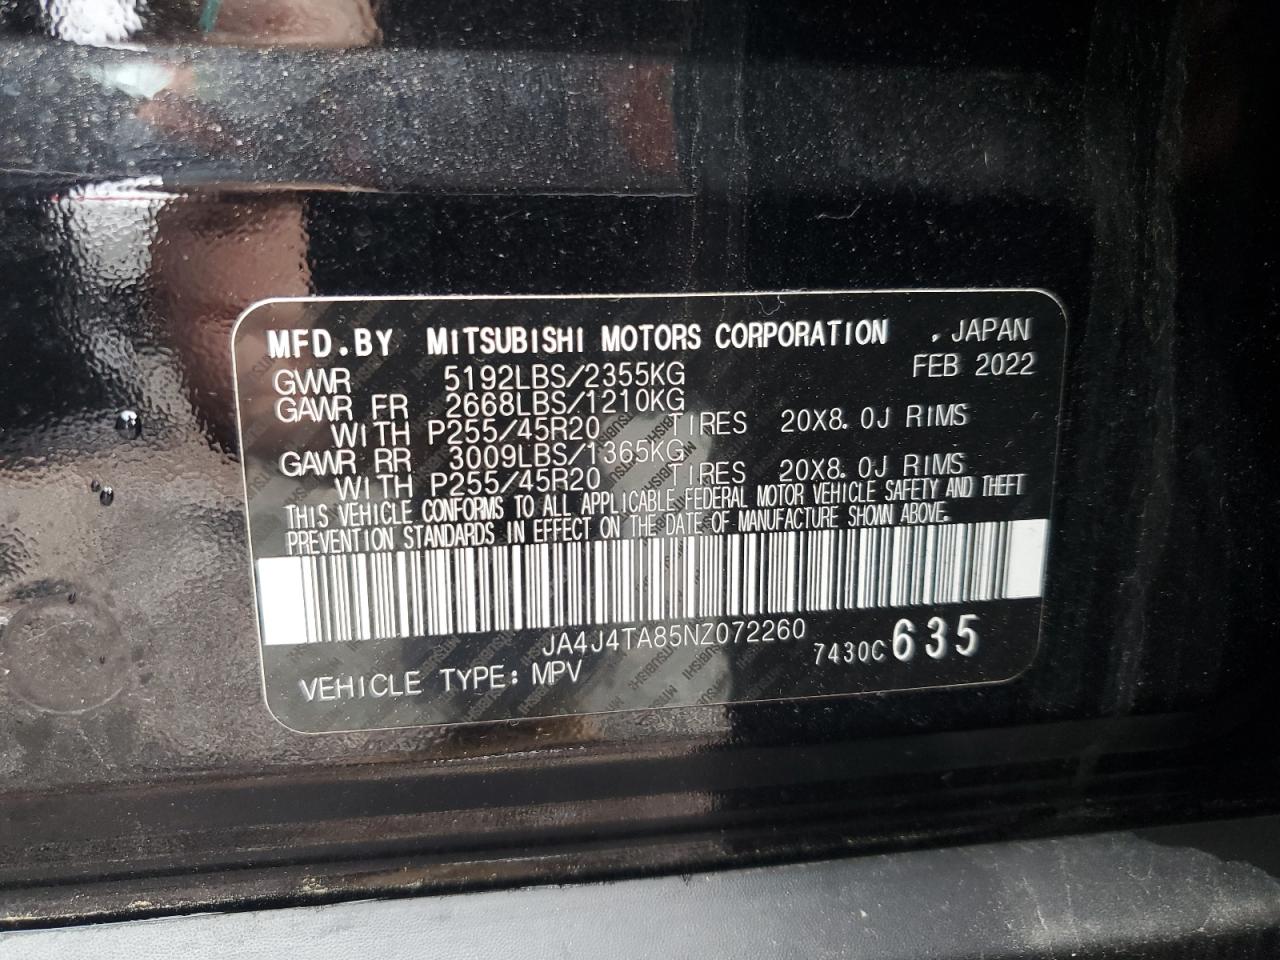 MFD.BY MITSUBISHI MOTORS CORPORATION , JAPAN
FEB 2022
GVWR 5192LBS/2355KG
GAWR FR 2668LBS/1210KG
WITH P255/45R20 TIRES 20X8.0J RIMS
GAWR RR 3009LBS/1365KG
WITH P255/45R20 TIRES 20X8.0J RIMS
THIS VEHICLE CONFORMS TO ALL APPLICABLE FEDERAL MOTOR VEHICLE SAFETY AND THEFT
PREVENTION STANDARDS IN EFFECT ON THE DATE OF MANUFACTURE SHOWN ABOVE.
JA4J4TA85NZ072260
7430C 635
VEHICLE TYPE: MPV